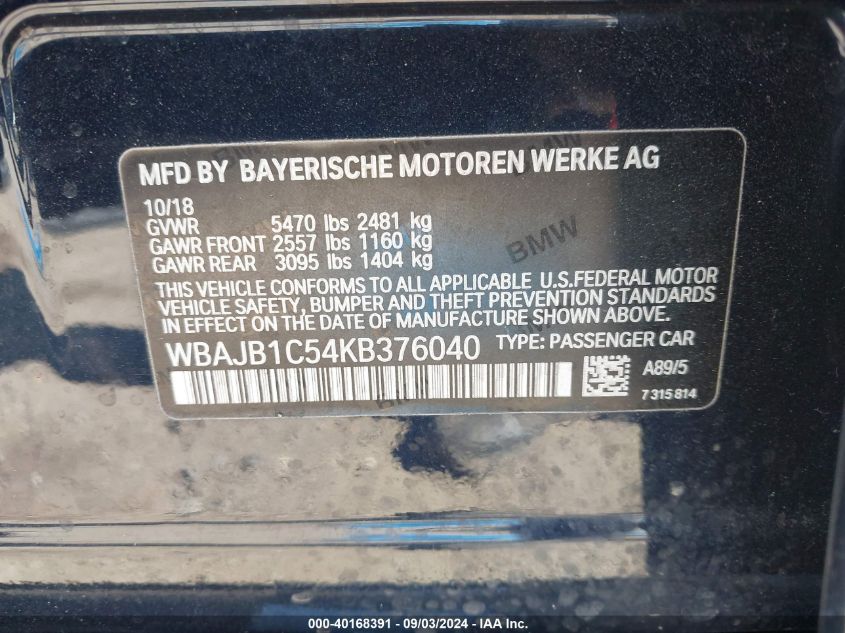 MFD BY BAYERISCHE MOTOREN WERKE AG
10/18
GVWR 5470 lbs 2481 kg
GAWR FRONT 2557 lbs 1160 kg
GAWR REAR 3095 lbs 1404 kg
THIS VEHICLE CONFORMS TO ALL APPLICABLE U.S.FEDERAL MOTOR
VEHICLE SAFETY, BUMPER AND THEFT PREVENTION STANDARDS
IN EFFECT ON THE DATE OF MANUFACTURE SHOWN ABOVE.
WBAJB1C54KB376040 TYPE: PASSENGER CAR
A89/5
7 315 814
BMW
000-40168391 - 09/03/2024 - IAA Inc.